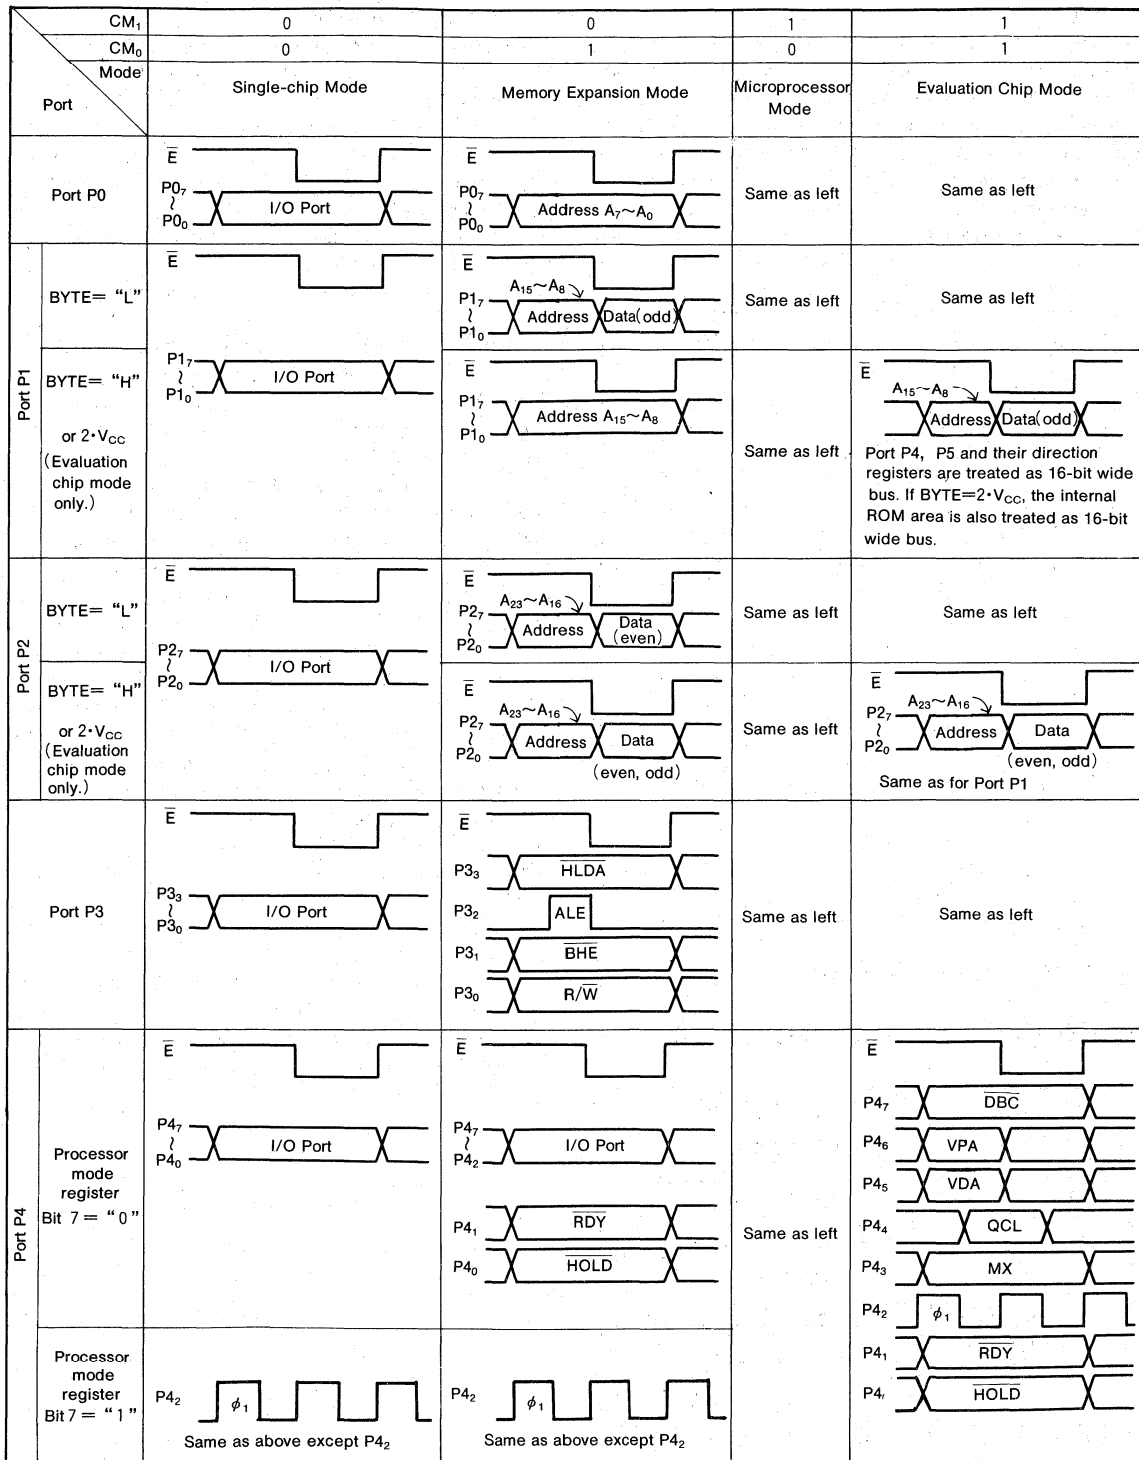 CM₁ 0 0 1 1
CM₀ 0 1 0 1
Mode
Port
Single-chip Mode
Memory Expansion Mode
Microprocessor
Mode
Evaluation Chip Mode
Port P0
E̅
P0₇
≀
P0₀
I/O Port
E̅
P0₇
≀
P0₀
Address A₇~A₀
Same as left
Same as left
Port P1
BYTE= "L"
E̅
E̅
A₁₅~A₈
P1₇
≀
P1₀
Address Data(odd)
Same as left
Same as left
BYTE= "H"
or 2·V_CC
(Evaluation
chip mode
only.)
P1₇
≀
P1₀
I/O Port
E̅
P1₇
≀
P1₀
Address A₁₅~A₈
Same as left
E̅
A₁₅~A₈
Address Data(odd)
Port P4, P5 and their direction
registers are treated as 16-bit wide
bus. If BYTE=2·V_CC, the internal
ROM area is also treated as 16-bit
wide bus.
Port P2
BYTE= "L"
E̅
E̅
A₂₃~A₁₆
P2₇
≀
P2₀
Address Data
(even)
Same as left
Same as left
BYTE= "H"
or 2·V_CC
(Evaluation
chip mode
only.)
P2₇
≀
P2₀
I/O Port
E̅
A₂₃~A₁₆
P2₇
≀
P2₀
Address Data
(even, odd)
Same as left
E̅
A₂₃~A₁₆
P2₇
≀
P2₀
Address Data
(even, odd)
Same as for Port P1
Port P3
E̅
P3₃
≀
P3₀
I/O Port
E̅
P3₃ H̅L̅D̅A̅
P3₂ ALE
P3₁ B̅H̅E̅
P3₀ R/W̅
Same as left
Same as left
Port P4
Processor
mode
register
Bit 7 = "0"
E̅
P4₇
≀
P4₀
I/O Port
E̅
P4₇
≀
P4₂
I/O Port
P4₁ R̅D̅Y̅
P4₀ H̅O̅L̅D̅
Same as left
E̅
P4₇ D̅B̅C̅
P4₆ VPA
P4₅ VDA
P4₄ QCL
P4₃ MX
P4₂ ϕ₁
P4₁ R̅D̅Y̅
P4 H̅O̅L̅D̅
Processor
mode
register
Bit 7 = "1"
P4₂ ϕ₁
Same as above except P4₂
P4₂ ϕ₁
Same as above except P4₂